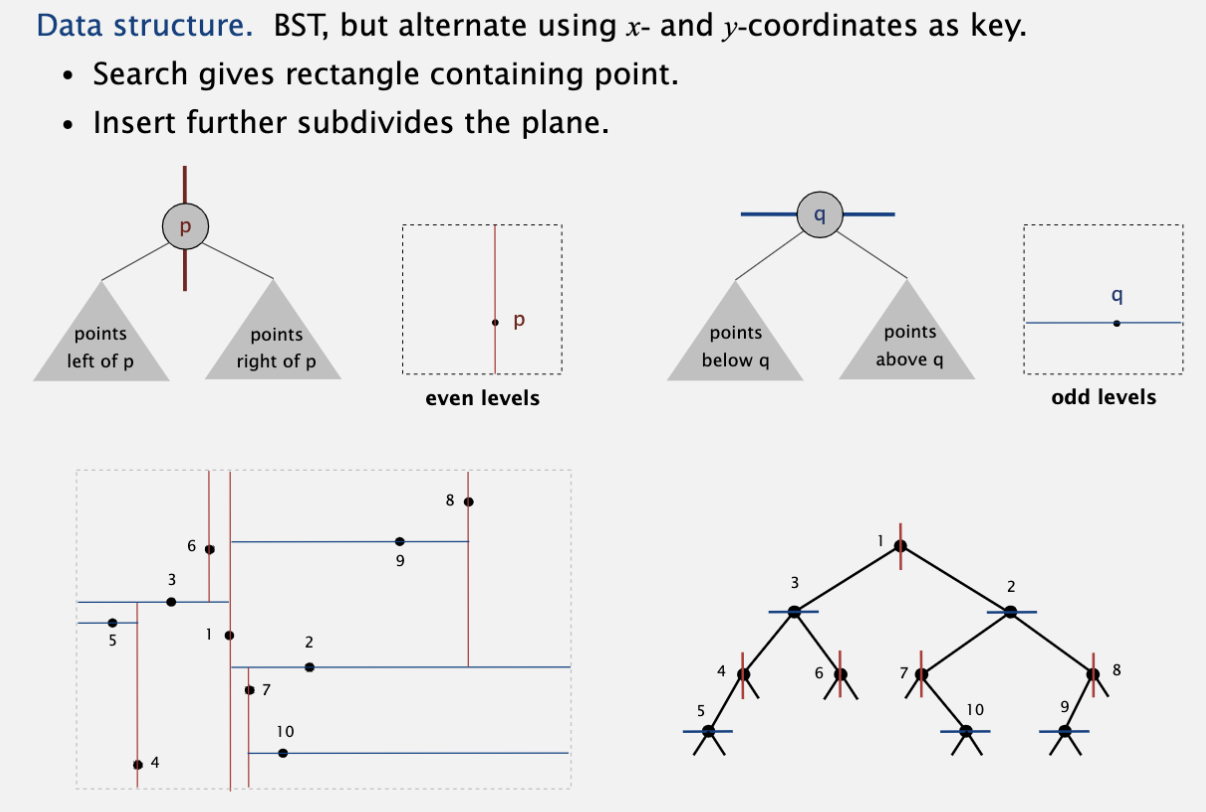 Data structure. BST, but alternate using x- and y-coordinates as key.
• Search gives rectangle containing point.
• Insert further subdivides the plane.
p
points
left of p
points
right of p
p
even levels
q
points
below q
points
above q
q
odd levels
8
6
9
3
5
1
2
7
10
4
1
3
2
4
6
7
8
5
10
9